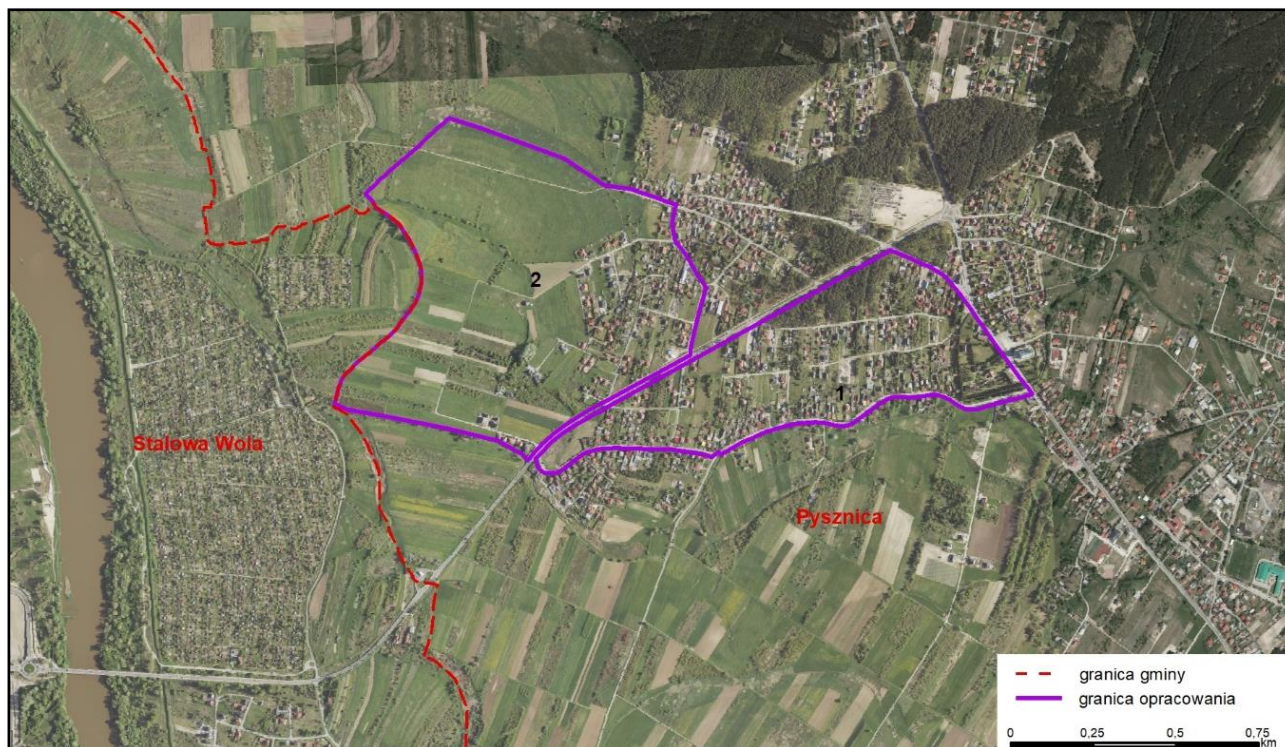 2
1
Stalowa Wola
Pysznica
granica gminy
granica opracowania
0 0,25 0,5 0,75
km